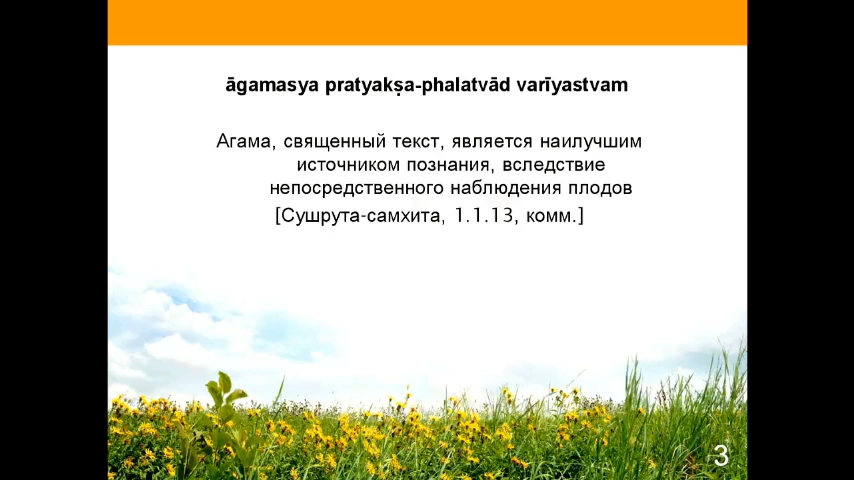 āgamasya pratyakṣa-phalatvād varīyastvam
Агама, священный текст, является наилучшим
источником познания, вследствие
непосредственного наблюдения плодов
[Сушрута-самхита, 1.1.13, комм.]
3